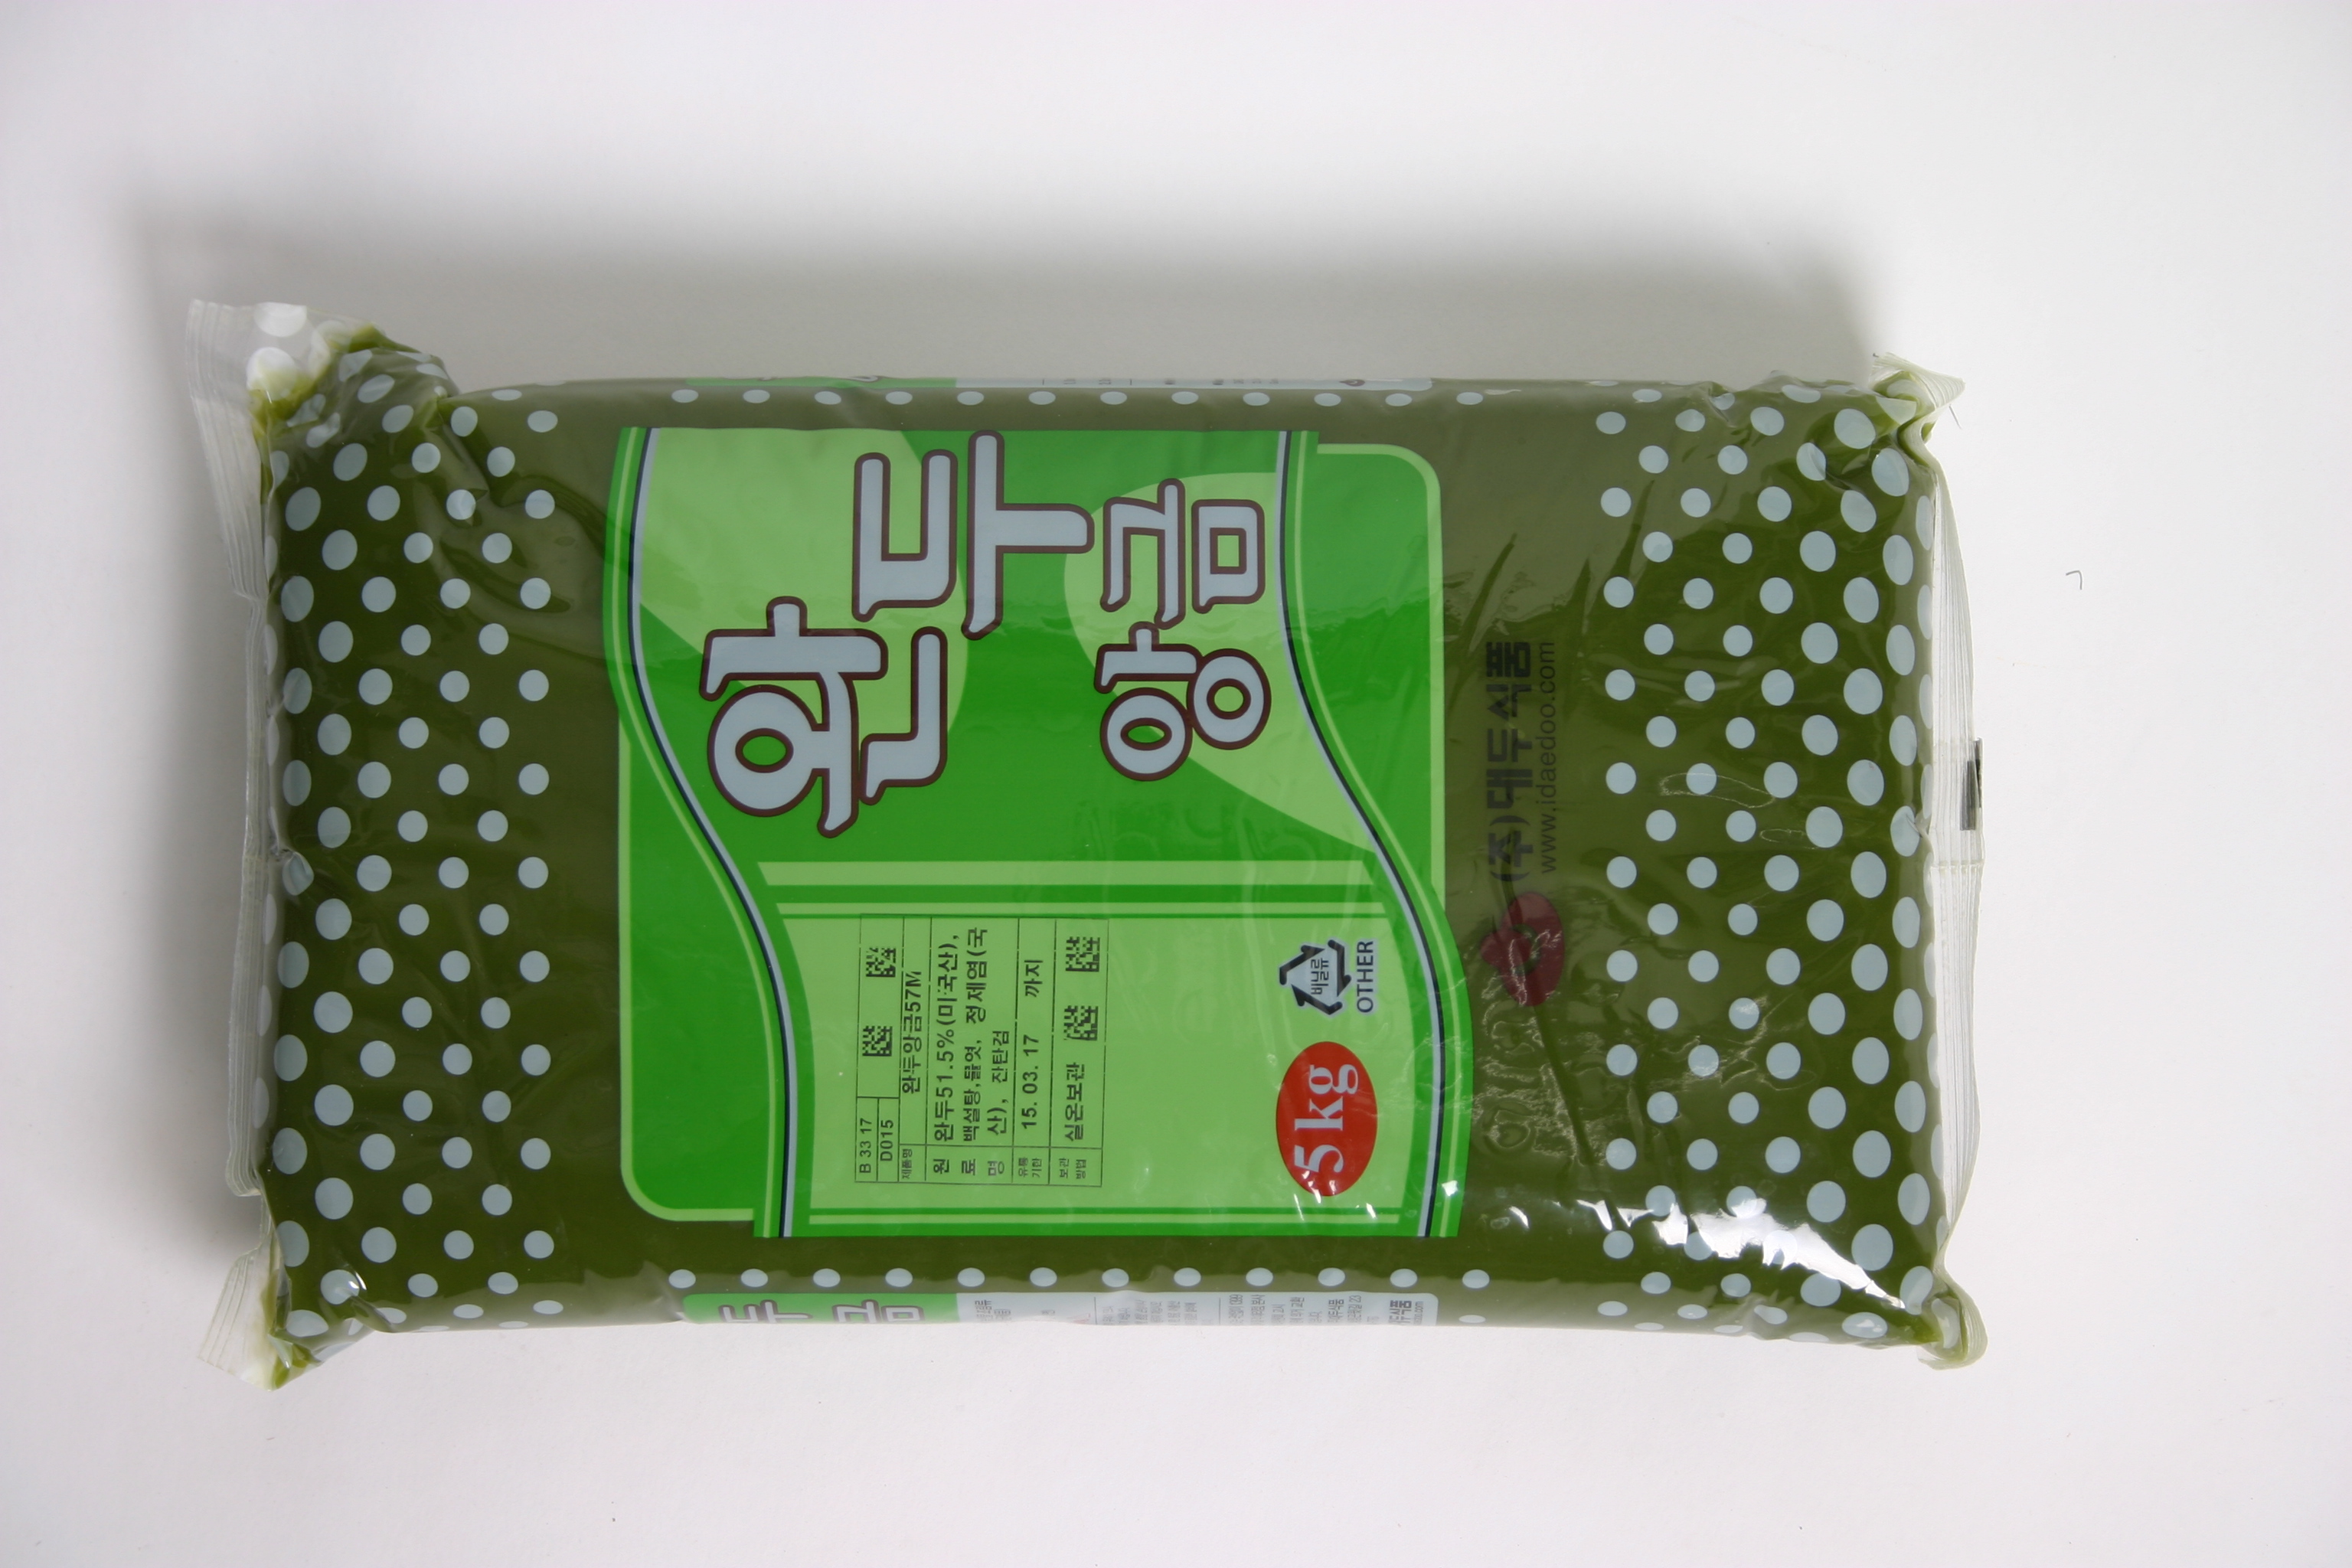 완두
앙금
B 33 17
D015
제품명 완두앙금57M
원료명 완두51.5%(미국산),
백설탕,물엿, 정제염(국
산), 잔탄검
유통기한 15. 03. 17 까지
보관방법 실온보관
5kg
비닐류
OTHER
(주)대두식품
www.idaedoo.com